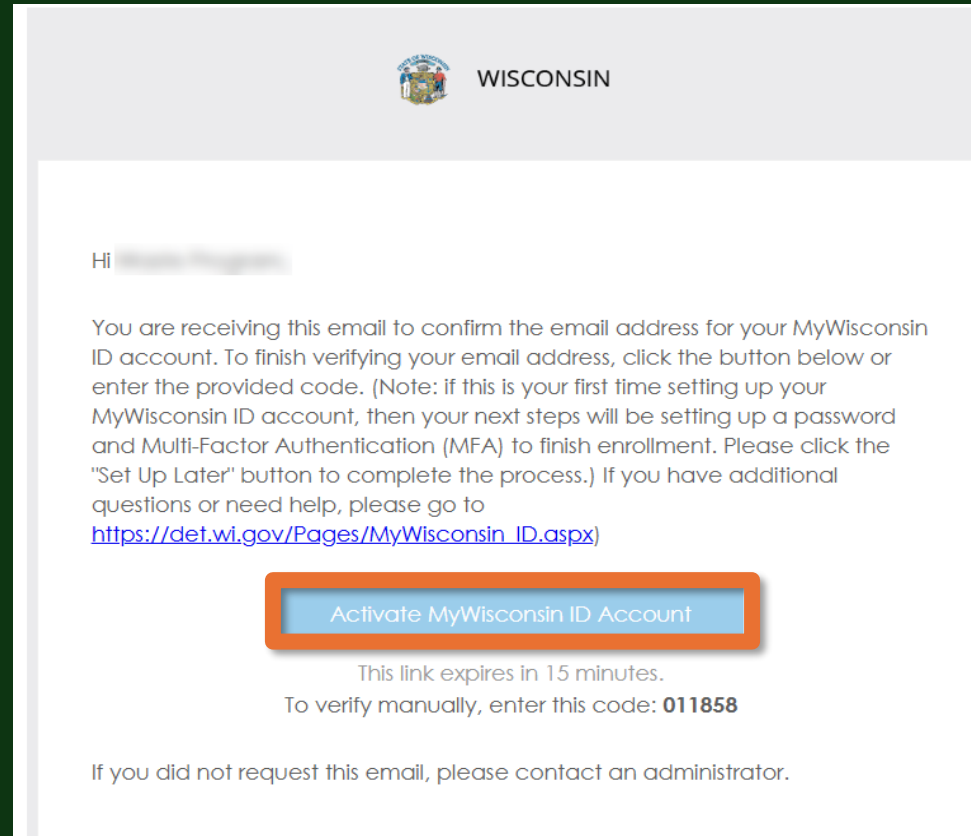 WISCONSIN
Hi
You are receiving this email to confirm the email address for your MyWisconsin
ID account. To finish verifying your email address, click the button below or
enter the provided code. (Note: if this is your first time setting up your
MyWisconsin ID account, then your next steps will be setting up a password
and Multi-Factor Authentication (MFA) to finish enrollment. Please click the
"Set Up Later" button to complete the process.) If you have additional
questions or need help, please go to
https://det.wi.gov/Pages/MyWisconsin_ID.aspx)
Activate MyWisconsin ID Account
This link expires in 15 minutes.
To verify manually, enter this code: 011858
If you did not request this email, please contact an administrator.